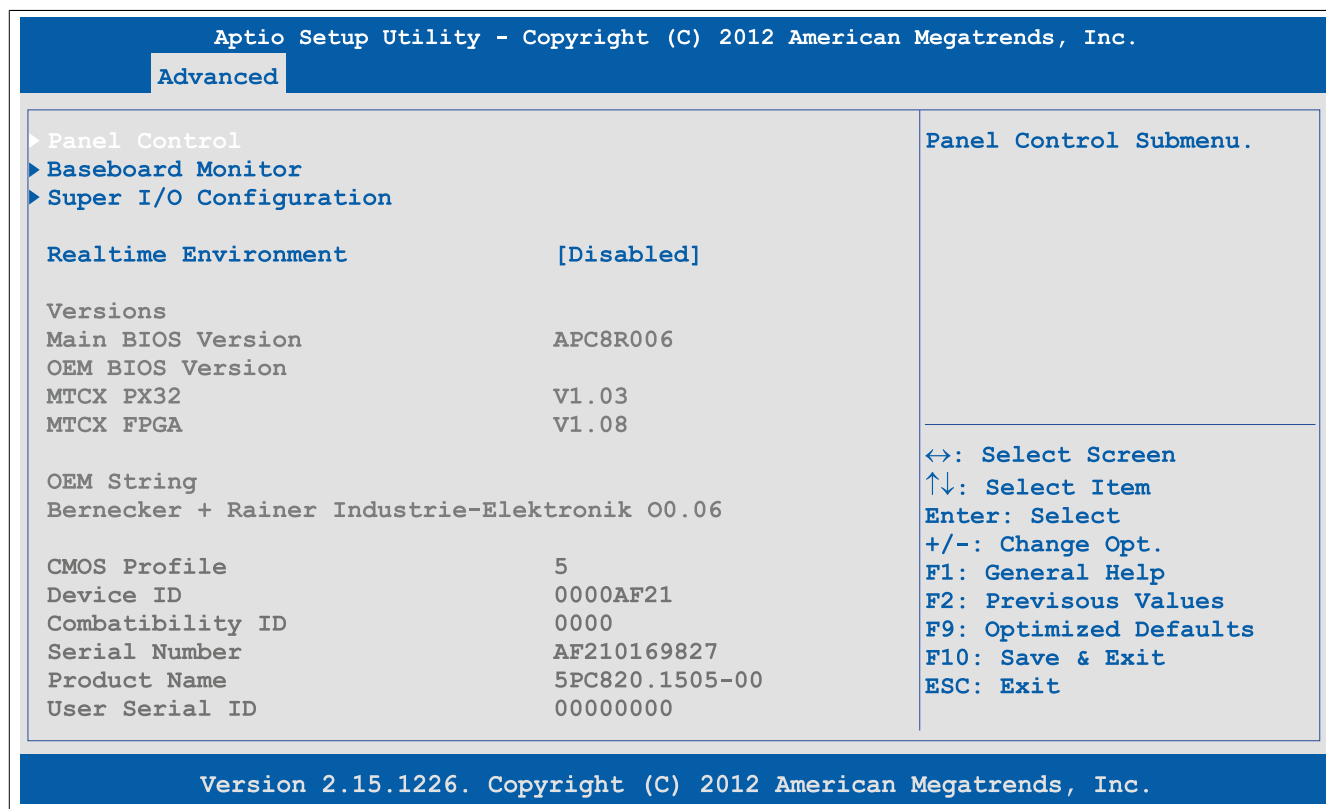 Aptio Setup Utility - Copyright (C) 2012 American Megatrends, Inc.
Advanced
Panel Control
Baseboard Monitor
Super I/O Configuration
Realtime Environment [Disabled]
Versions
Main BIOS Version APC8R006
OEM BIOS Version
MTCX PX32 V1.03
MTCX FPGA V1.08
OEM String
Bernecker + Rainer Industrie-Elektronik O0.06
CMOS Profile 5
Device ID 0000AF21
Combatibility ID 0000
Serial Number AF210169827
Product Name 5PC820.1505-00
User Serial ID 00000000
Panel Control Submenu.
↔: Select Screen
↑↓: Select Item
Enter: Select
+/-: Change Opt.
F1: General Help
F2: Previsous Values
F9: Optimized Defaults
F10: Save & Exit
ESC: Exit
Version 2.15.1226. Copyright (C) 2012 American Megatrends, Inc.